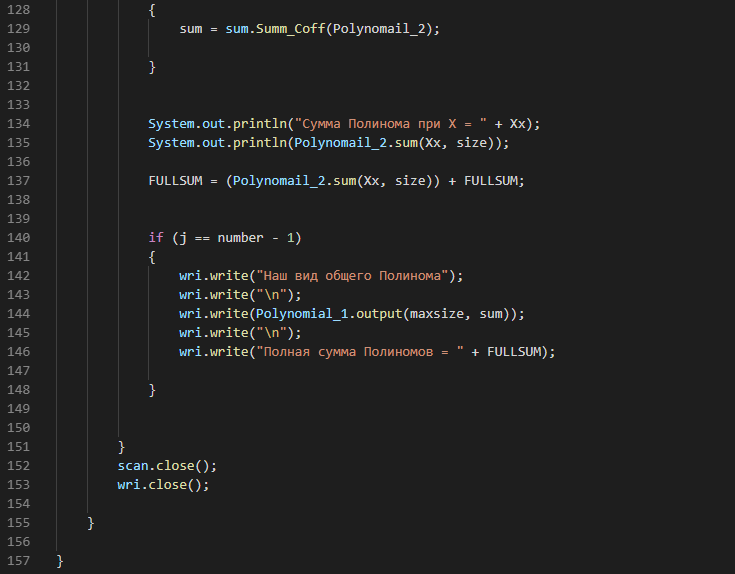 128 {
129 sum = sum.Summ_Coff(Polynomail_2);
130
131 }
132
133
134 System.out.println("Сумма Полинома при X = " + Xx);
135 System.out.println(Polynomail_2.sum(Xx, size));
136
137 FULLSUM = (Polynomail_2.sum(Xx, size)) + FULLSUM;
138
139
140 if (j == number - 1)
141 {
142 wri.write("Наш вид общего Полинома");
143 wri.write("\n");
144 wri.write(Polynomial_1.output(maxsize, sum));
145 wri.write("\n");
146 wri.write("Полная сумма Полиномов = " + FULLSUM);
147
148 }
149
150
151 }
152 scan.close();
153 wri.close();
154
155 }
156
157 }